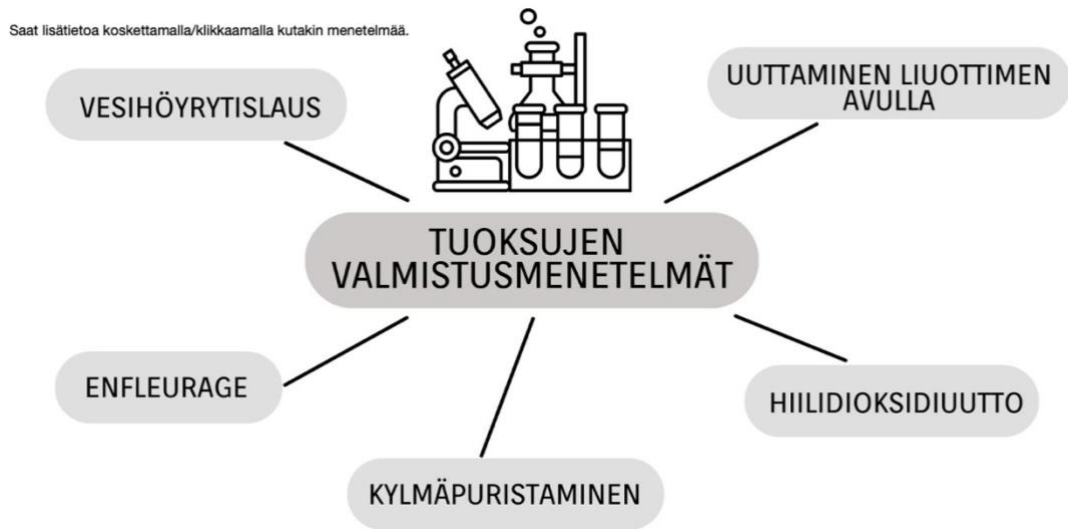 Saat lisätietoa koskettamalla/klikkaamalla kutakin menetelmää.
VESIHÖYRYTISLAUS
UUTTAMINEN LIUOTTIMEN
AVULLA
TUOKSUJEN
VALMISTUSMENETELMÄT
ENFLEURAGE
HIILIDIOKSIDIUUTTO
KYLMÄPURISTAMINEN